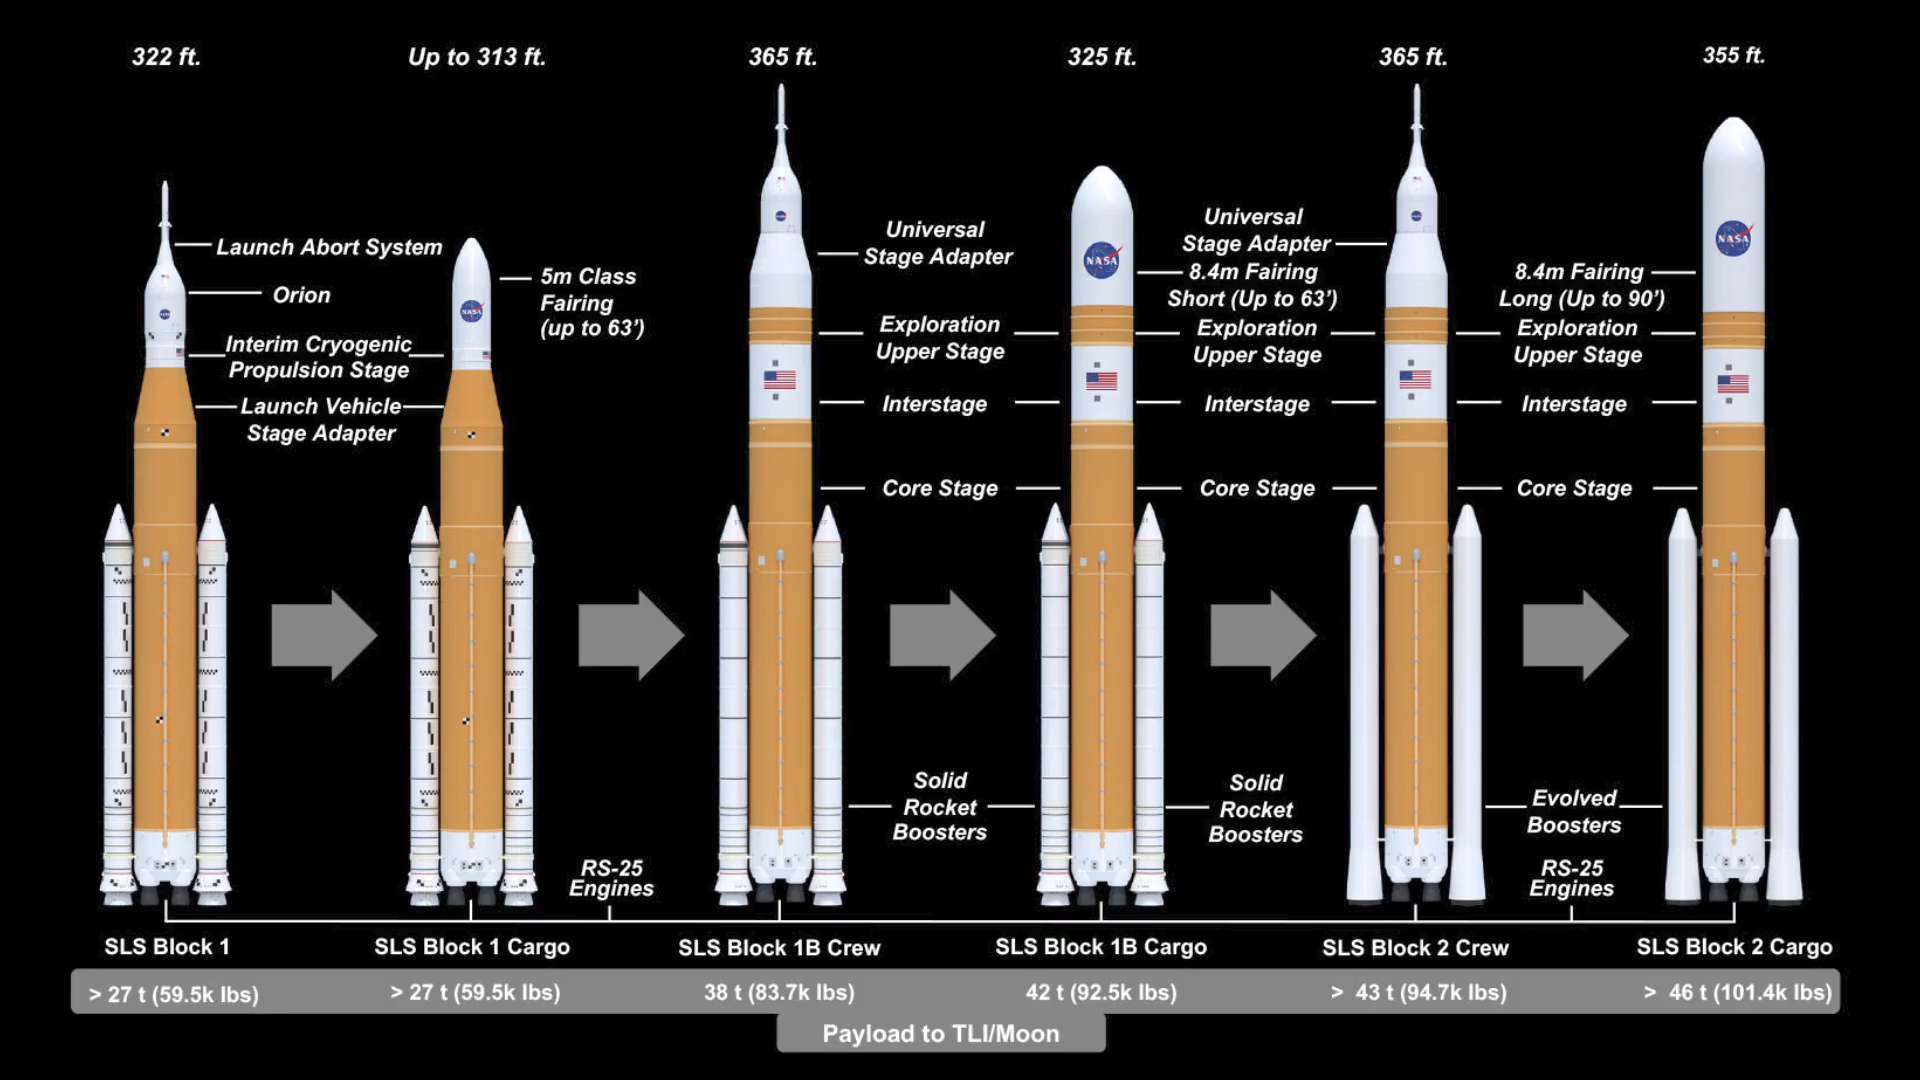 322 ft.
Up to 313 ft.
365 ft.
325 ft.
365 ft.
355 ft.
Launch Abort System
Orion
Interim Cryogenic
Propulsion Stage
Launch Vehicle
Stage Adapter
5m Class
Fairing
(up to 63’)
Universal
Stage Adapter
Exploration
Upper Stage
Interstage
Core Stage
Solid
Rocket
Boosters
NASA
Universal
Stage Adapter
8.4m Fairing
Short (Up to 63’)
Exploration
Upper Stage
Interstage
Core Stage
Solid
Rocket
Boosters
8.4m Fairing
Long (Up to 90’)
Exploration
Upper Stage
Interstage
Core Stage
Evolved
Boosters
NASA
NASA
RS-25
Engines
RS-25
Engines
SLS Block 1
SLS Block 1 Cargo
SLS Block 1B Crew
SLS Block 1B Cargo
SLS Block 2 Crew
SLS Block 2 Cargo
> 27 t (59.5k lbs)
> 27 t (59.5k lbs)
38 t (83.7k lbs)
42 t (92.5k lbs)
> 43 t (94.7k lbs)
> 46 t (101.4k lbs)
Payload to TLI/Moon